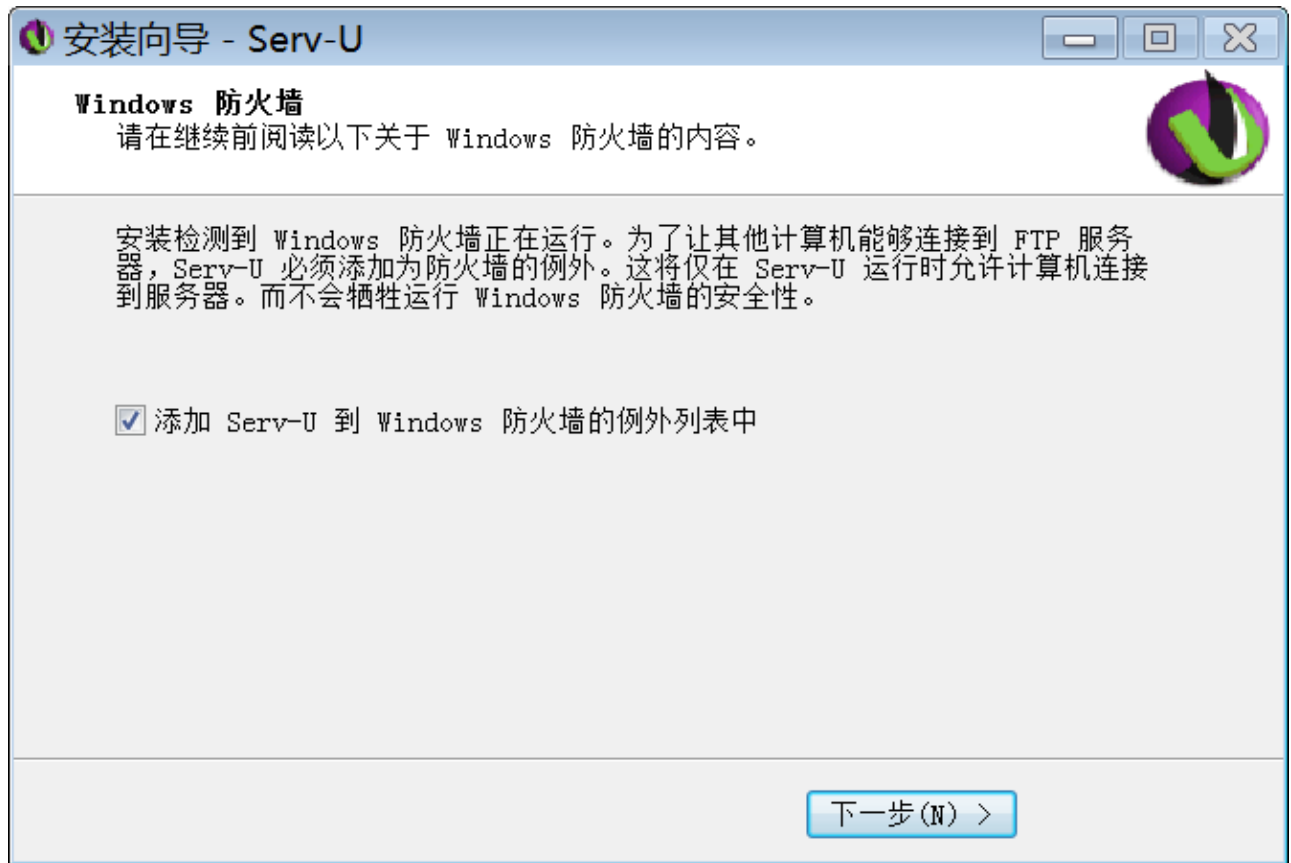 安装向导 - Serv-U
Windows 防火墙
请在继续前阅读以下关于 Windows 防火墙的内容。
安装检测到 Windows 防火墙正在运行。为了让其他计算机能够连接到 FTP 服务
器，Serv-U 必须添加为防火墙的例外。这将仅在 Serv-U 运行时允许计算机连接
到服务器。而不会牺牲运行 Windows 防火墙的安全性。
添加 Serv-U 到 Windows 防火墙的例外列表中
下一步(N) >